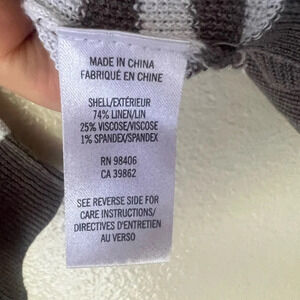 MADE IN CHINA
FABRIQUÉ EN CHINE
SHELL/EXTÉRIEUR
74% LINEN/LIN
25% VISCOSE/VISCOSE
1% SPANDEX/SPANDEX
RN 98406
CA 39862
SEE REVERSE SIDE FOR
CARE INSTRUCTIONS/
DIRECTIVES D'ENTRETIEN
AU VERSO